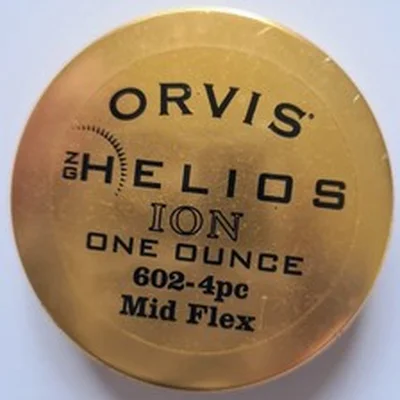 ORVIS
ZG HELIOS
ION
ONE OUNCE
602-4pc
Mid Flex